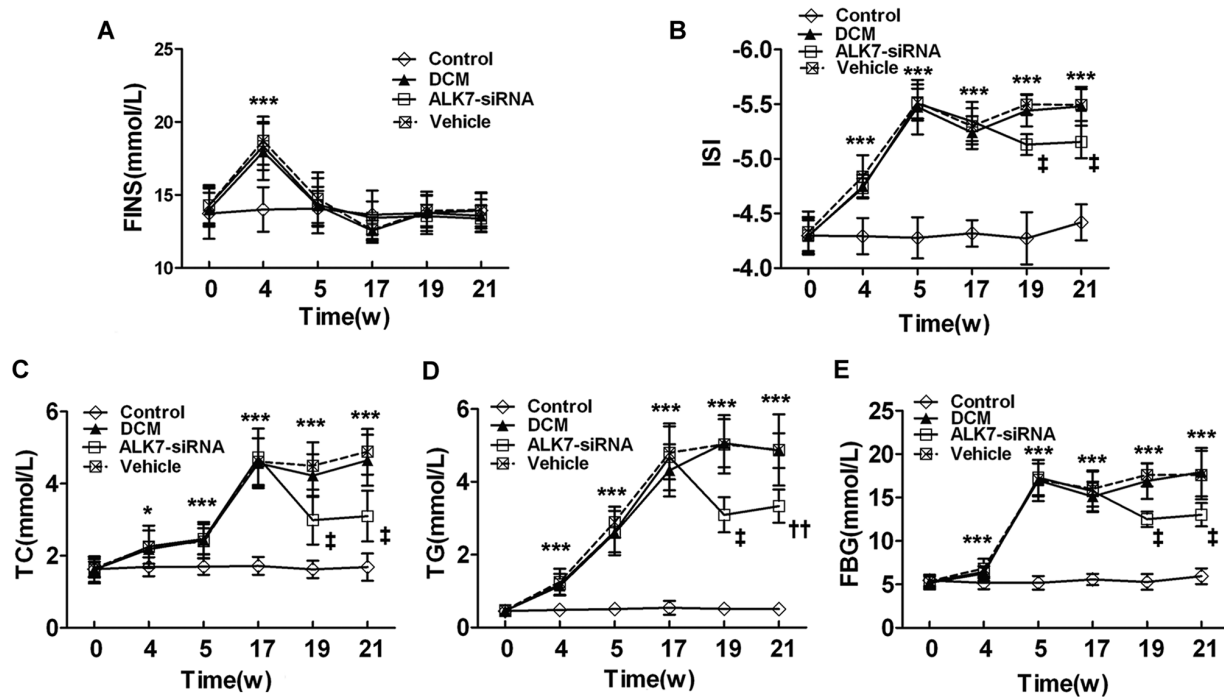 A
FINS(mmol/L)
25
20
15
10
***
Control
DCM
ALK7-siRNA
Vehicle
0 4 5 17 19 21
Time(w)
B
ISI
-6.0
-5.5
-5.0
-4.5
-4.0
Control
DCM
ALK7-siRNA
Vehicle
*** *** *** *** ***
‡ ‡
0 4 5 17 19 21
Time(w)
C
TC(mmol/L)
6
4
2
0
Control
DCM
ALK7-siRNA
Vehicle
* *** *** *** ***
‡ ‡
0 4 5 17 19 21
Time(w)
D
TG(mmol/L)
6
4
2
0
Control
DCM
ALK7-siRNA
Vehicle
*** *** *** *** ***
‡ ††
0 4 5 17 19 21
Time(w)
E
FBG(mmol/L)
25
20
15
10
5
0
Control
DCM
ALK7-siRNA
Vehicle
*** *** *** *** ***
‡ ‡
0 4 5 17 19 21
Time(w)